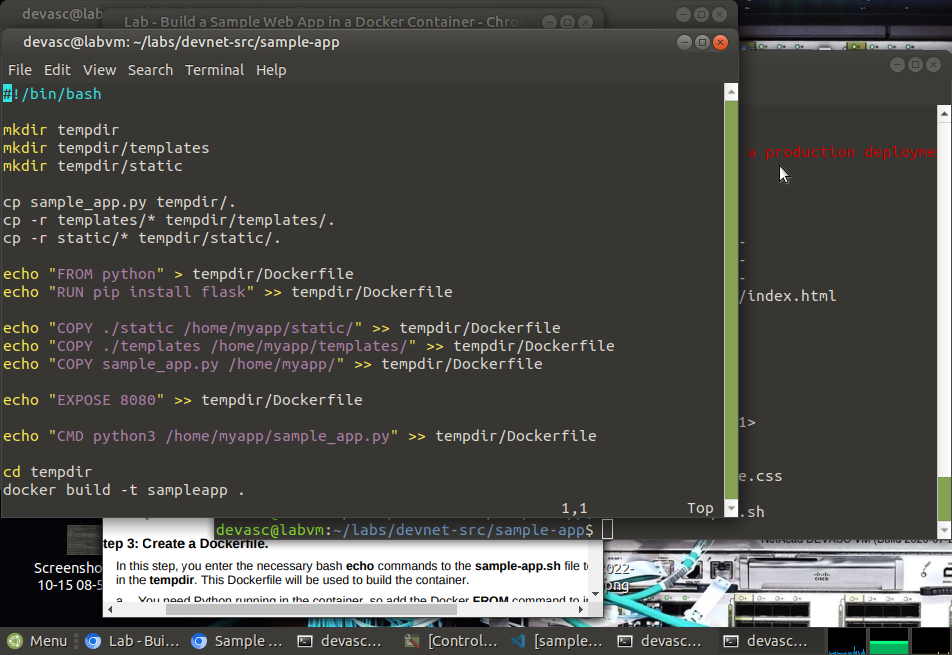 devasc@lab
Lab - Build a Sample Web App in a Docker Container - Chro
devasc@labvm: ~/labs/devnet-src/sample-app
File Edit View Search Terminal Help
#!/bin/bash
mkdir tempdir
mkdir tempdir/templates
mkdir tempdir/static
cp sample_app.py tempdir/.
cp -r templates/* tempdir/templates/.
cp -r static/* tempdir/static/.
echo "FROM python" > tempdir/Dockerfile
echo "RUN pip install flask" >> tempdir/Dockerfile
echo "COPY ./static /home/myapp/static/" >> tempdir/Dockerfile
echo "COPY ./templates /home/myapp/templates/" >> tempdir/Dockerfile
echo "COPY sample_app.py /home/myapp/" >> tempdir/Dockerfile
echo "EXPOSE 8080" >> tempdir/Dockerfile
echo "CMD python3 /home/myapp/sample_app.py" >> tempdir/Dockerfile
cd tempdir
docker build -t sampleapp .
1,1 Top
a production deployme
-
-
-
/index.html
1>
e.css
.sh
devasc@labvm:~/labs/devnet-src/sample-app$
tep 3: Create a Dockerfile.
In this step, you enter the necessary bash echo commands to the sample-app.sh file t
in the tempdir. This Dockerfile will be used to build the container.
a. You need Python running in the container, so add the Docker FROM command to i
Screensho
10-15 08-5
022-
png
CISCO
Menu
Lab - Bui...
Sample ...
devasc...
[Control...
[sample...
devasc...
devasc...